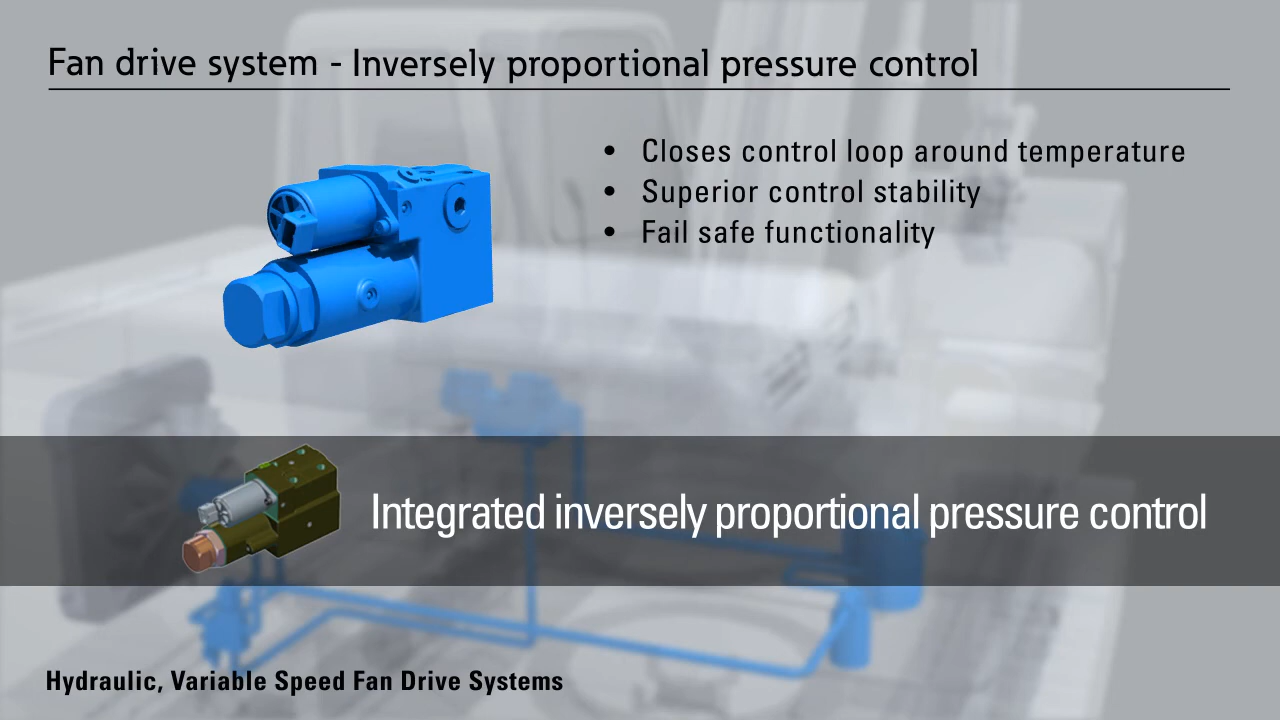 Fan drive system - Inversely proportional pressure control
• Closes control loop around temperature
• Superior control stability
• Fail safe functionality
Integrated inversely proportional pressure control
Hydraulic, Variable Speed Fan Drive Systems